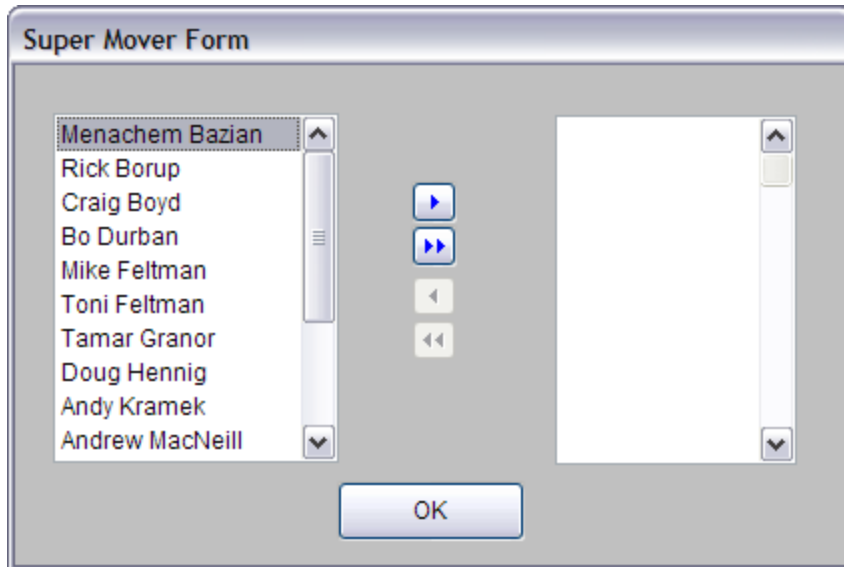 Super Mover Form
Menachem Bazian
Rick Borup
Craig Boyd
Bo Durban
Mike Feltman
Toni Feltman
Tamar Granor
Doug Hennig
Andy Kramek
Andrew MacNeill
OK